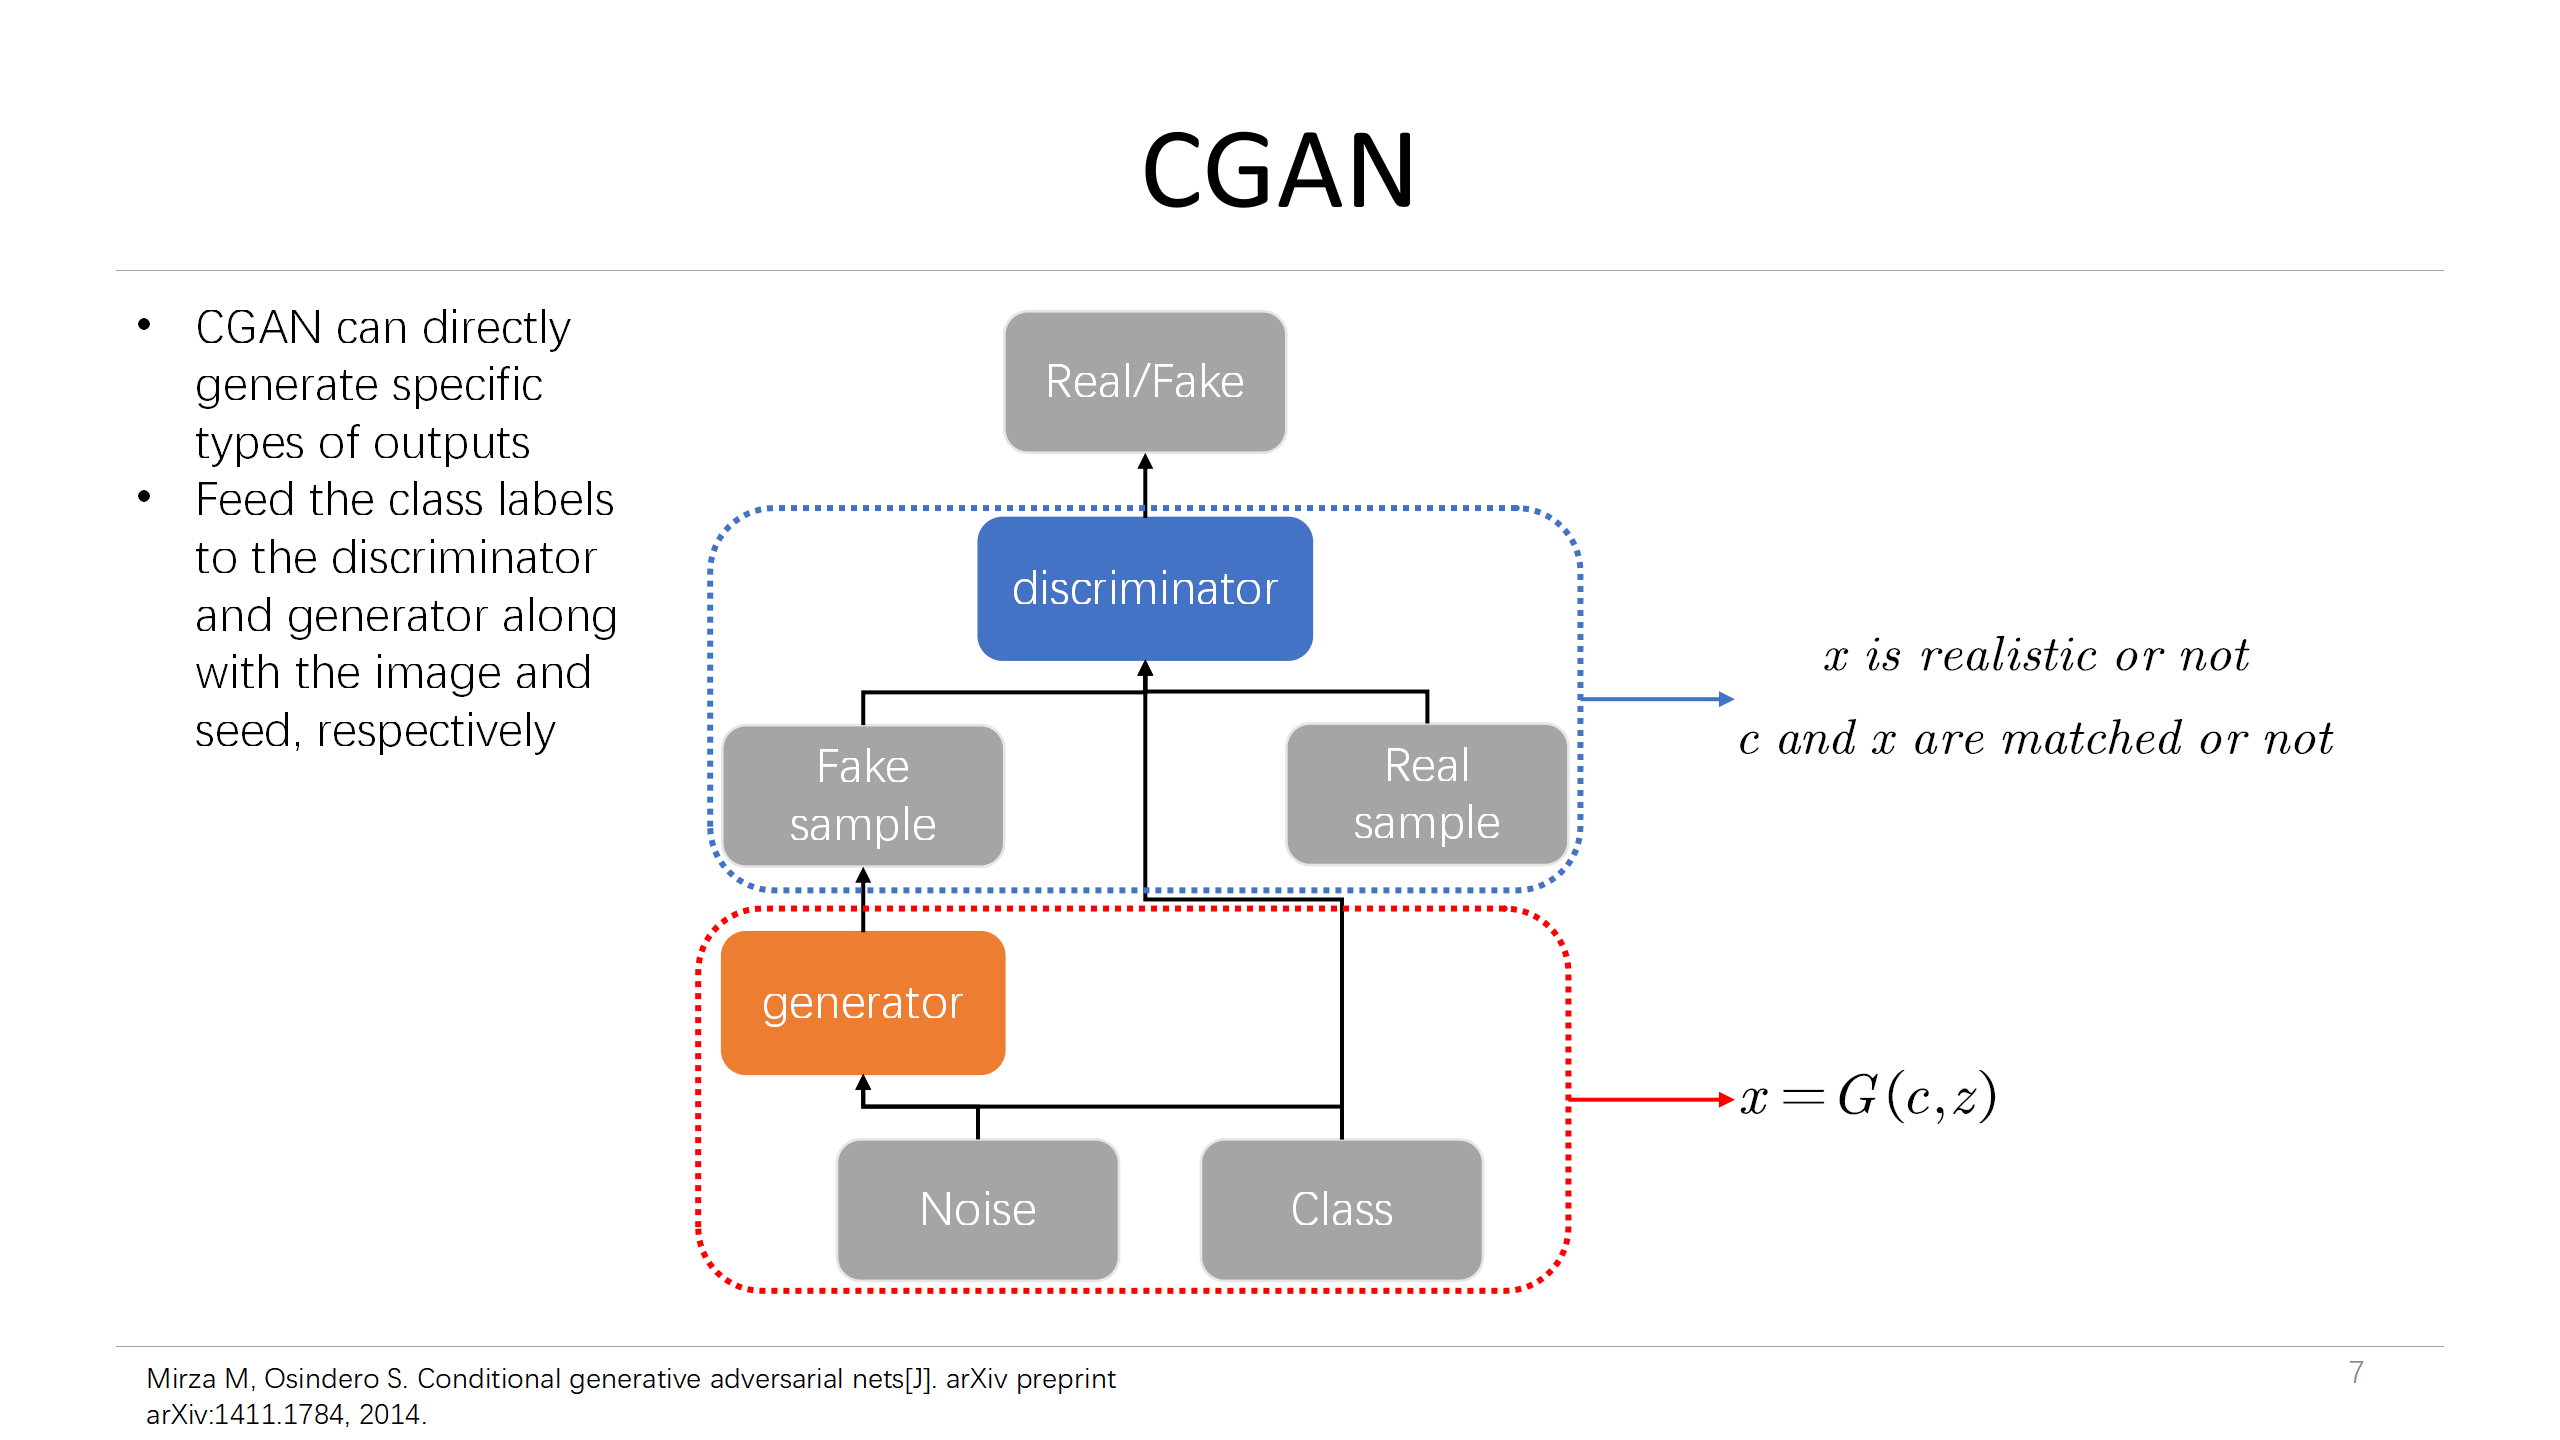 CGAN
• CGAN can directly
generate specific
types of outputs
• Feed the class labels
to the discriminator
and generator along
with the image and
seed, respectively
Real/Fake
discriminator
Fake
sample
Real
sample
generator
Noise
Class
x is realistic or not
c and x are matched or not
x = G(c,z)
Mirza M, Osindero S. Conditional generative adversarial nets[J]. arXiv preprint
arXiv:1411.1784, 2014.
7